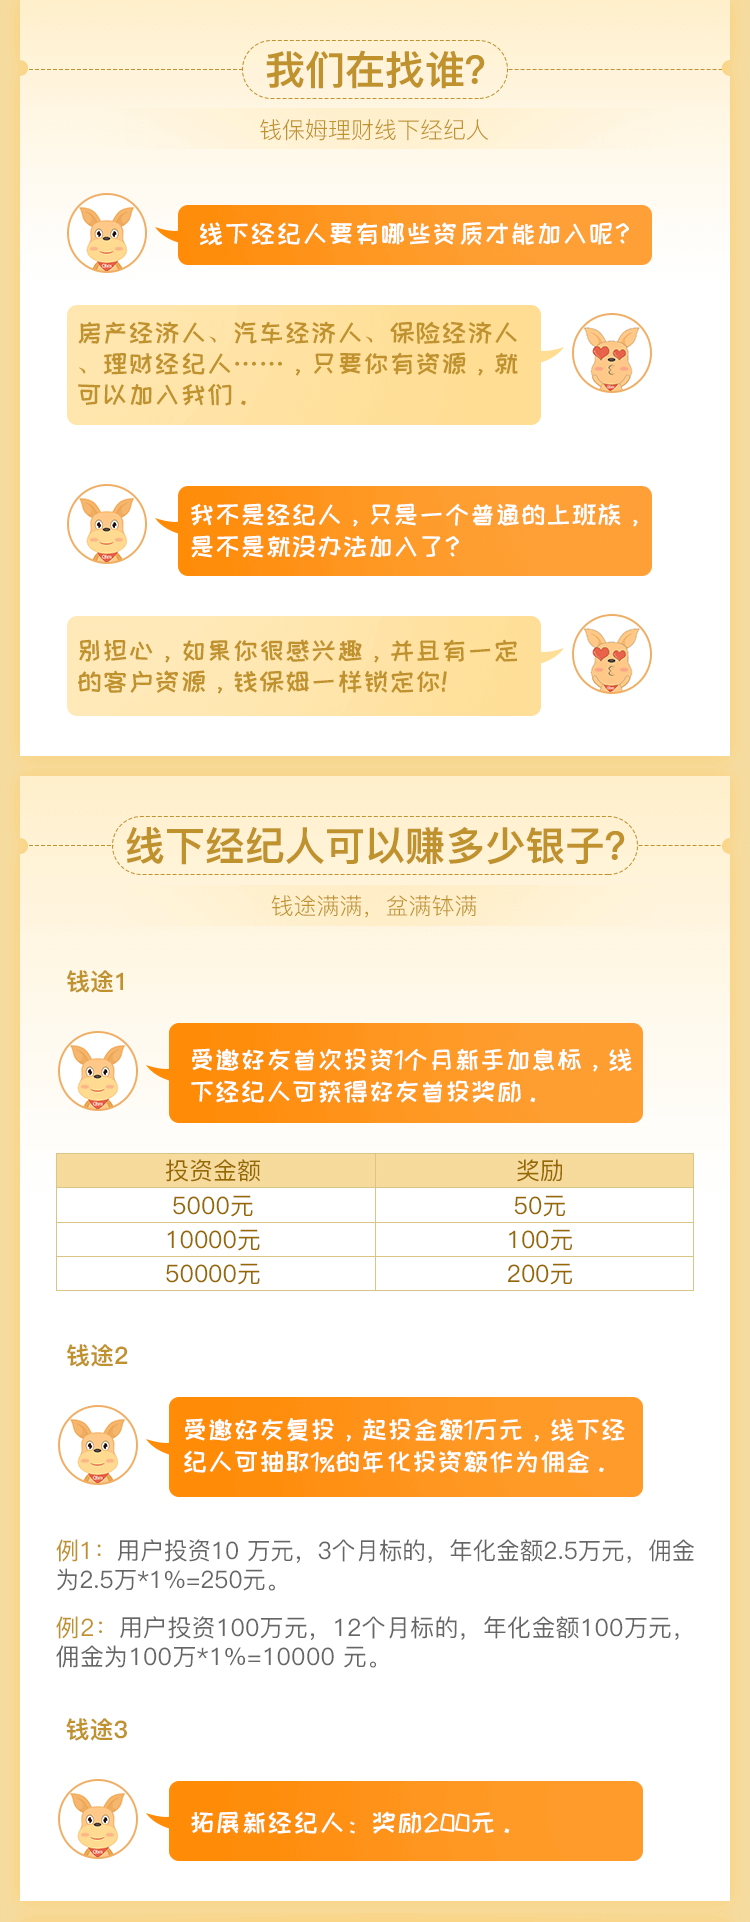 我们在找谁?
钱保姆理财线下经纪人
线下经纪人要有哪些资质才能加入呢?
房产经济人、汽车经济人、保险经济人
、理财经纪人……，只要你有资源，就
可以加入我们．
我不是经纪人，只是一个普通的上班族，
是不是就没办法加入了?
别担心，如果你很感兴趣，并且有一定
的客户资源，钱保姆一样锁定你!
线下经纪人可以赚多少银子?
钱途满满，盆满钵满
钱途1
受邀好友首次投资1个月新手加息标，线
下经纪人可获得好友首投奖励．
投资金额 奖励
5000元 50元
10000元 100元
50000元 200元
钱途2
受邀好友复投，起投金额1万元，线下经
纪人可抽取1%的年化投资额作为佣金．
例1：用户投资10 万元，3个月标的，年化金额2.5万元，佣金
为2.5万*1%=250元。
例2：用户投资100万元，12个月标的，年化金额100万元，
佣金为100万*1%=10000 元。
钱途3
拓展新经纪人：奖励200元．